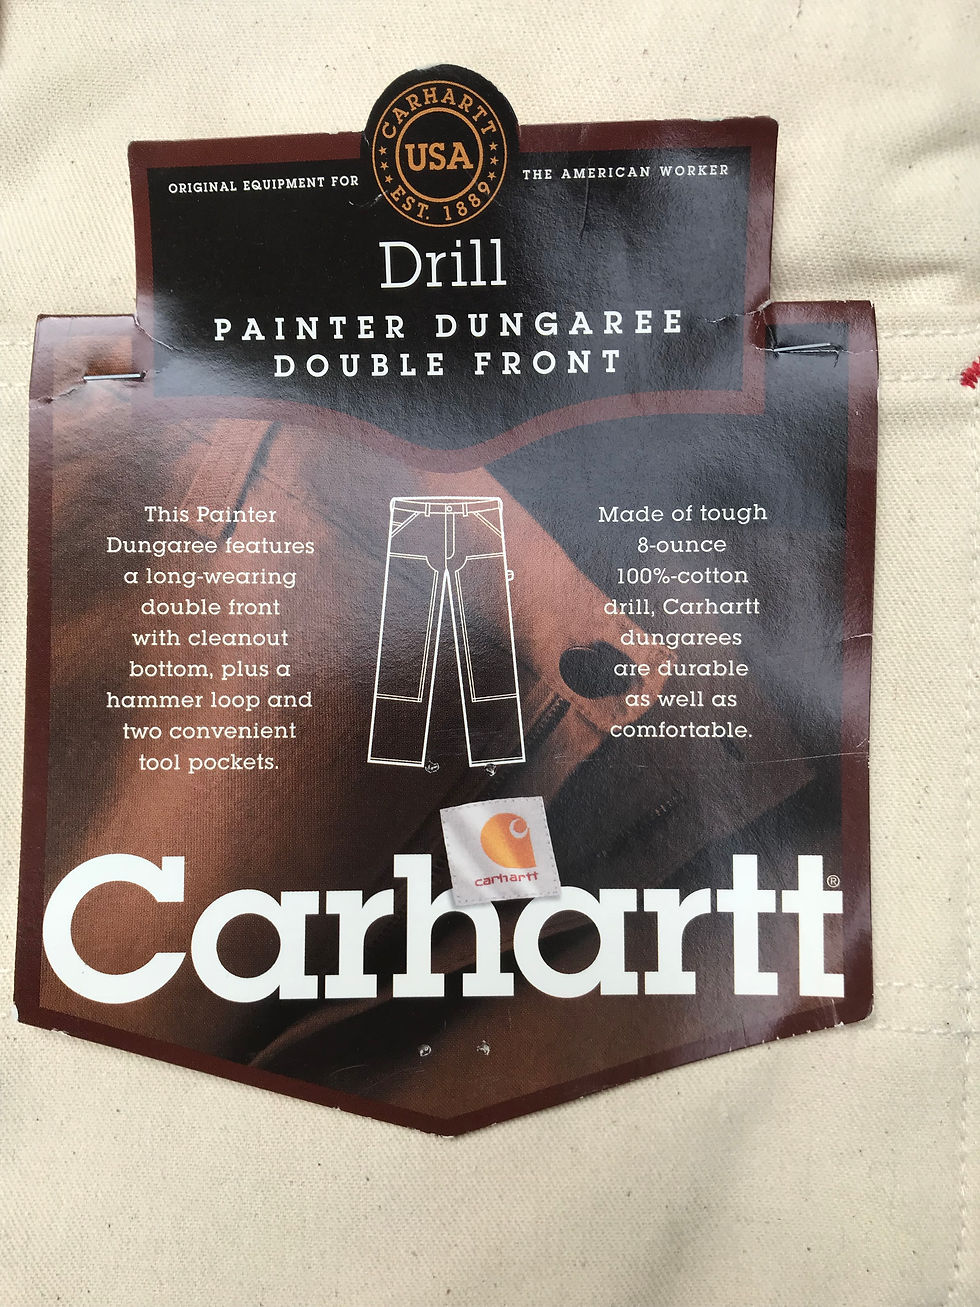 CARHARTT
USA
EST. 1889
ORIGINAL EQUIPMENT FOR
THE AMERICAN WORKER
Drill
PAINTER DUNGAREE
DOUBLE FRONT
This Painter
Dungaree features
a long-wearing
double front
with cleanout
bottom, plus a
hammer loop and
two convenient
tool pockets.
Made of tough
8-ounce
100%-cotton
drill, Carhartt
dungarees
are durable
as well as
comfortable.
carhartt
Carhartt®